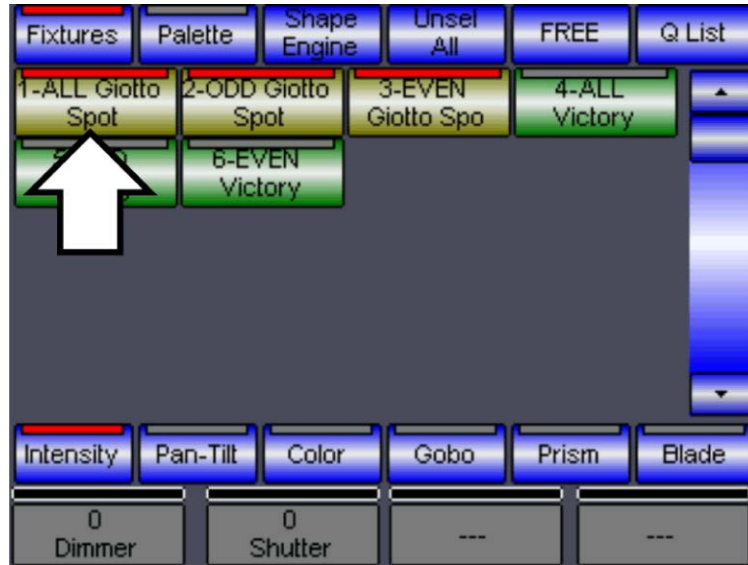 Fixtures
Palette
Shape
Engine
Unsel
All
FREE
Q List
1-ALL Giotto
Spot
2-ODD Giotto
Spot
3-EVEN
Giotto Spo
4-ALL
Victory
6-EVEN
Victory
Intensity
Pan-Tilt
Color
Gobo
Prism
Blade
0
Dimmer
0
Shutter
---
---